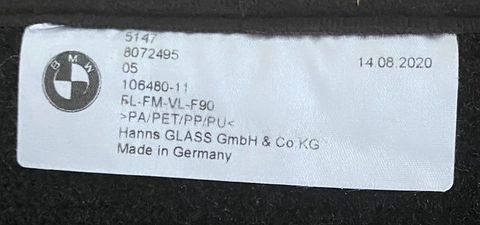 BMW
5147
8072495
05
14.08.2020
106480-11
FL-FM-VL-F90
>PA/PET/PP/PU<
Hanns GLASS GmbH & Co KG
Made in Germany